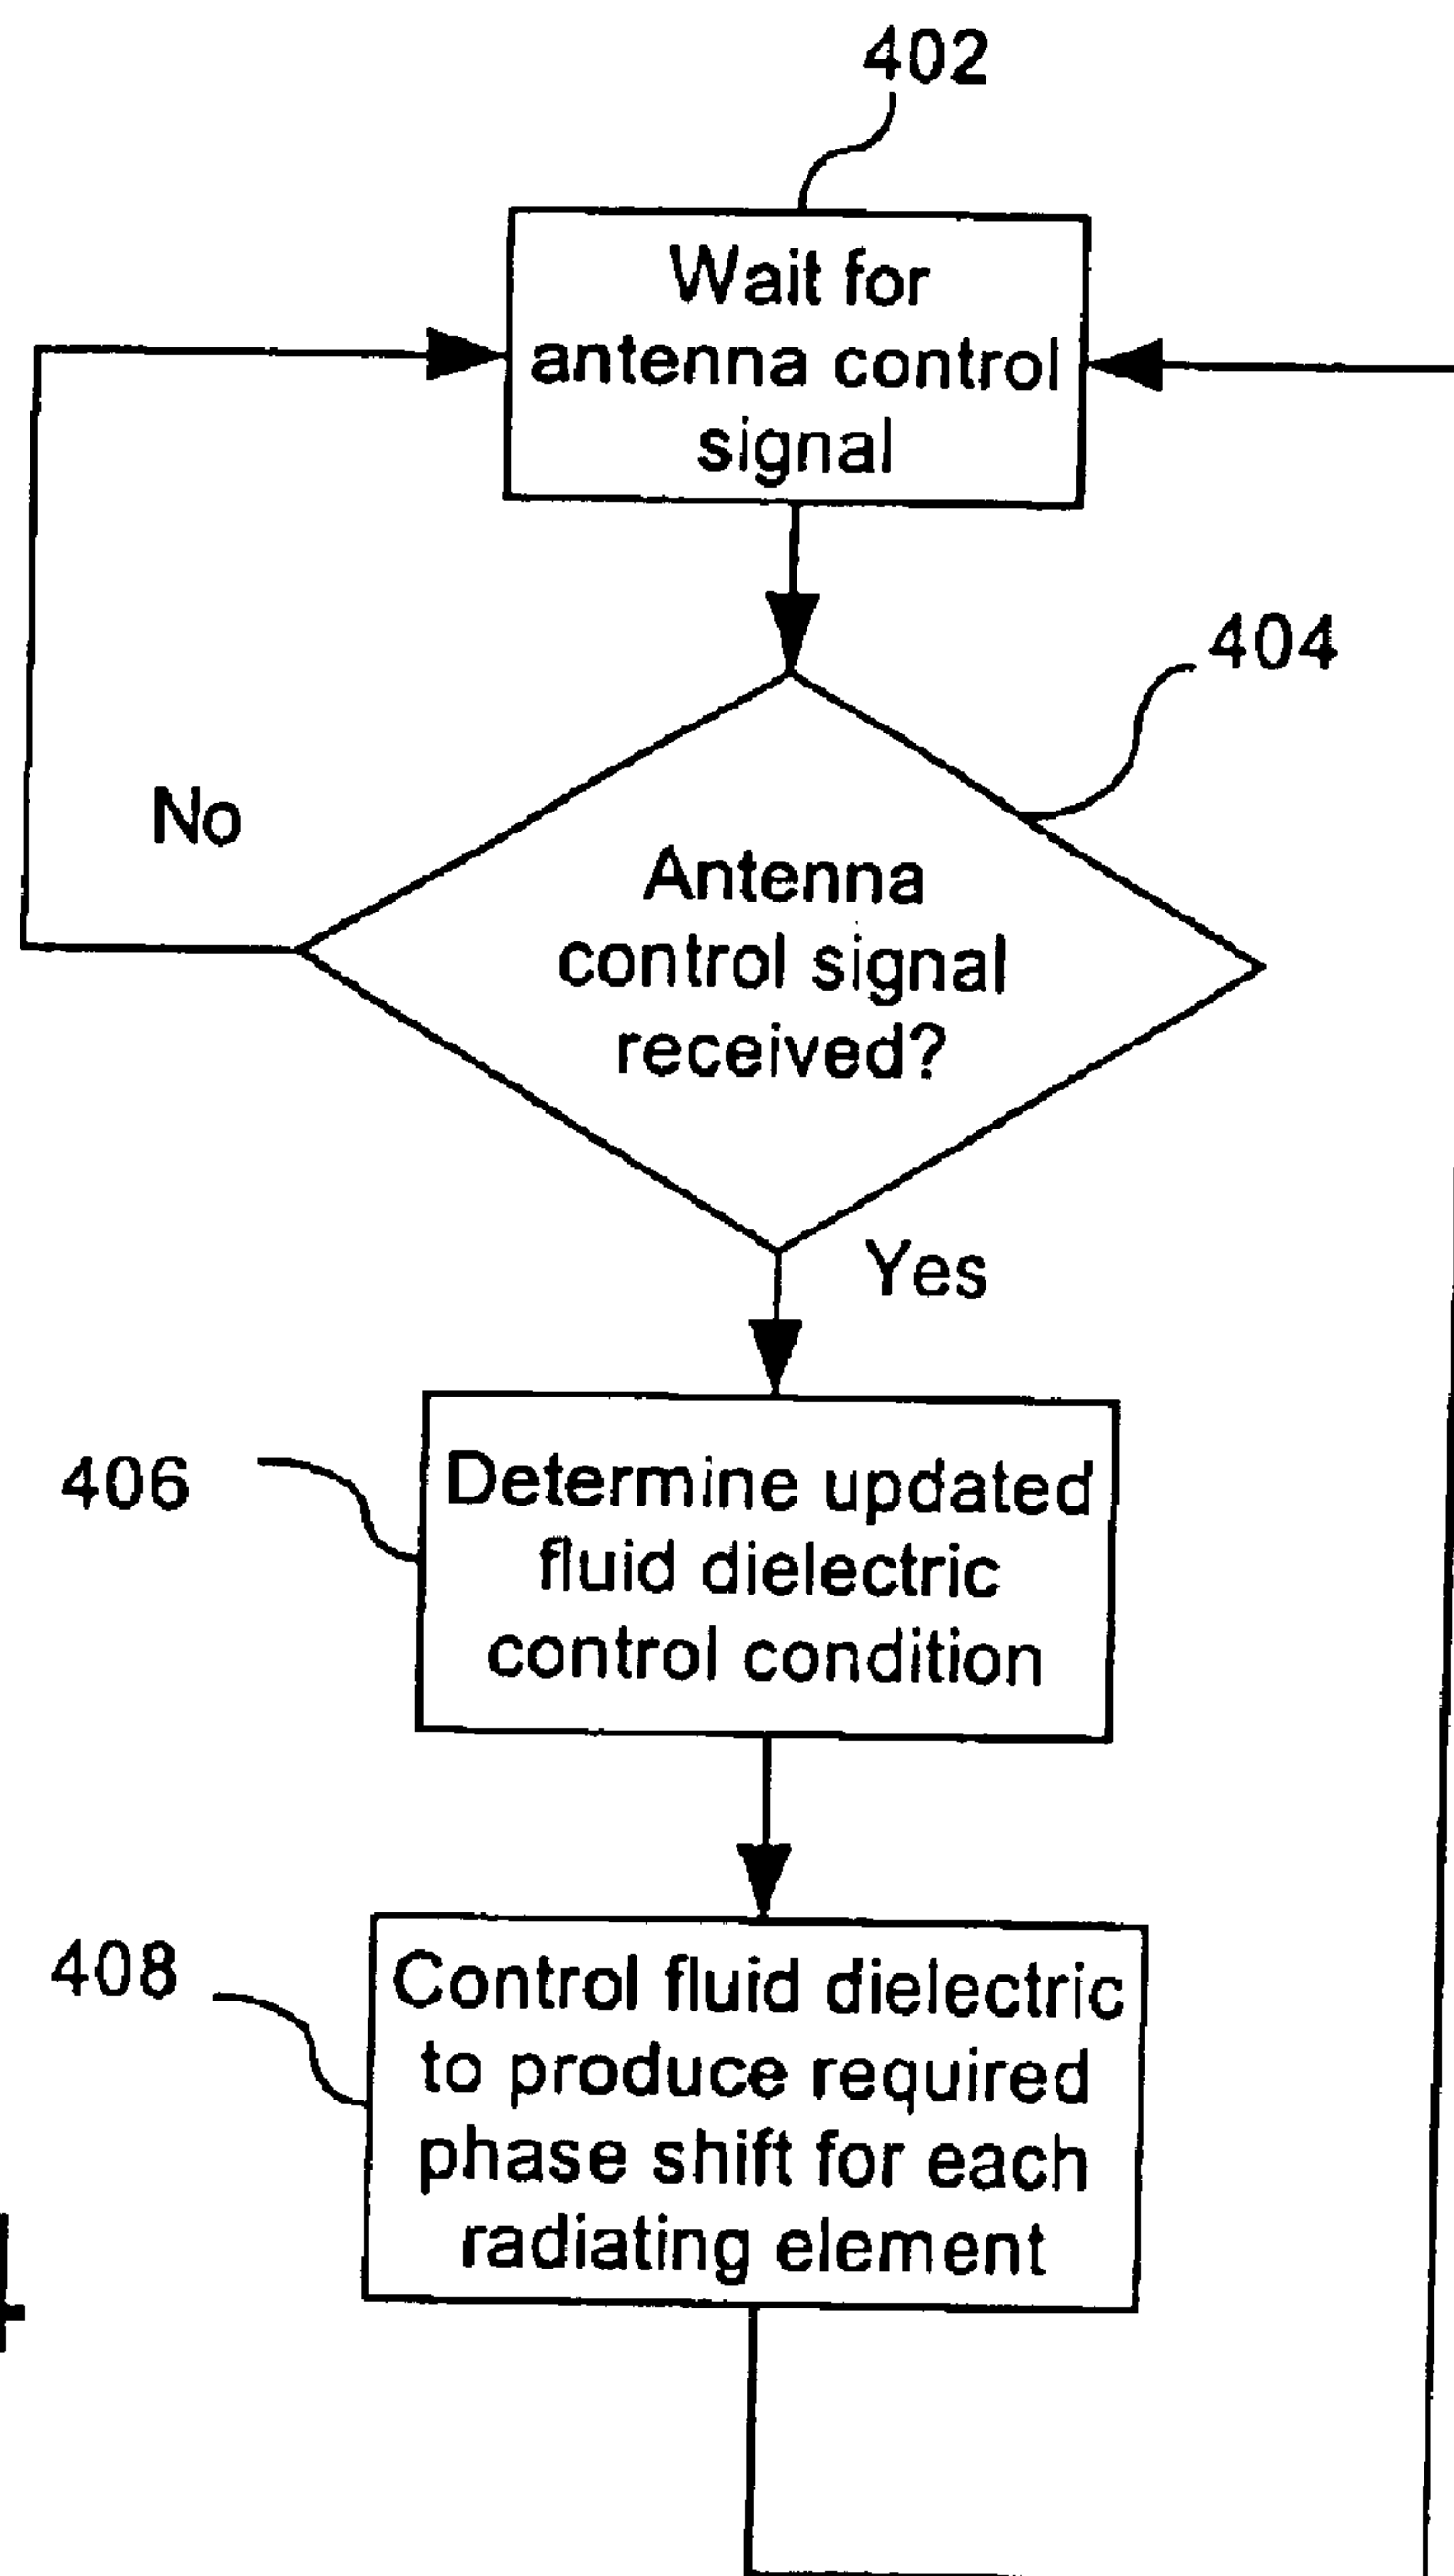 402
Wait for
antenna control
signal
404
No
Antenna
control signal
received?
Yes
406
Determine updated
fluid dielectric
control condition
408
Control fluid dielectric
to produce required
phase shift for each
radiating element